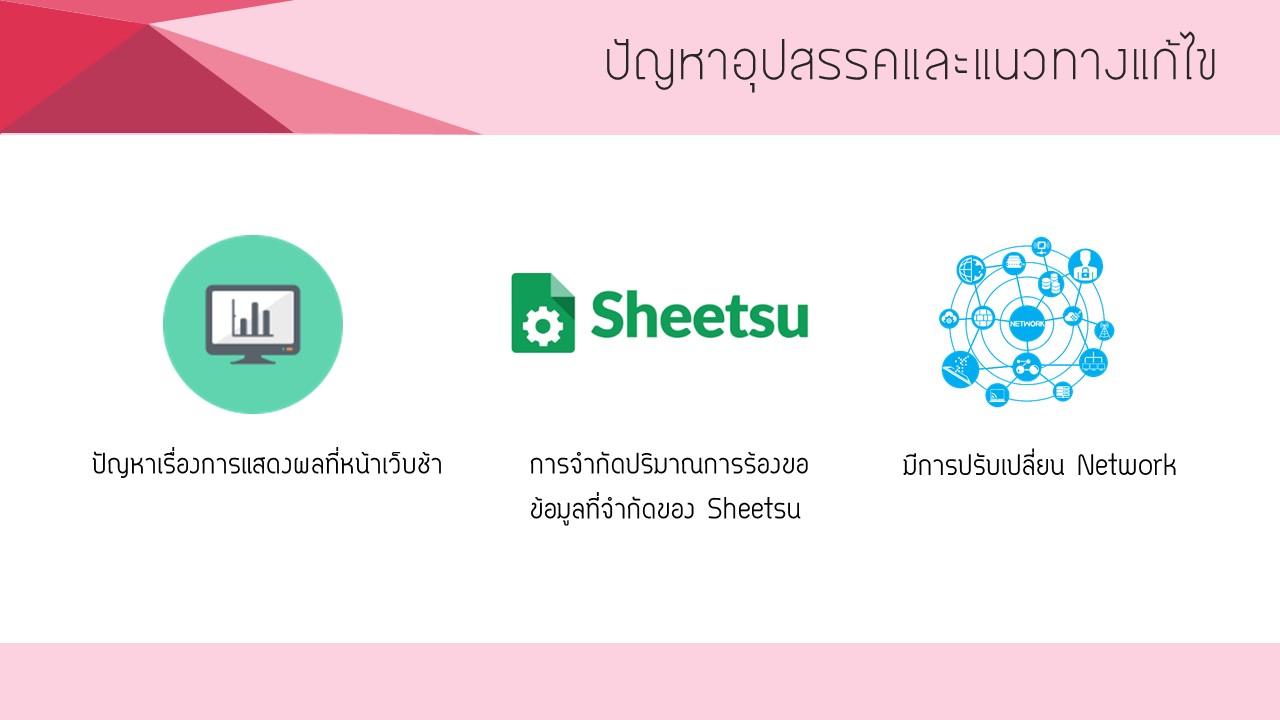 ปัญหาอุปสรรคและแนวทางแก้ไข
Sheetsu
NETWORK
ปัญหาเรื่องการแสดงผลที่หน้าเว็บช้า
การจำกัดปริมาณการร้องขอ
ข้อมูลที่จำกัดของ Sheetsu
มีการปรับเปลี่ยน Network